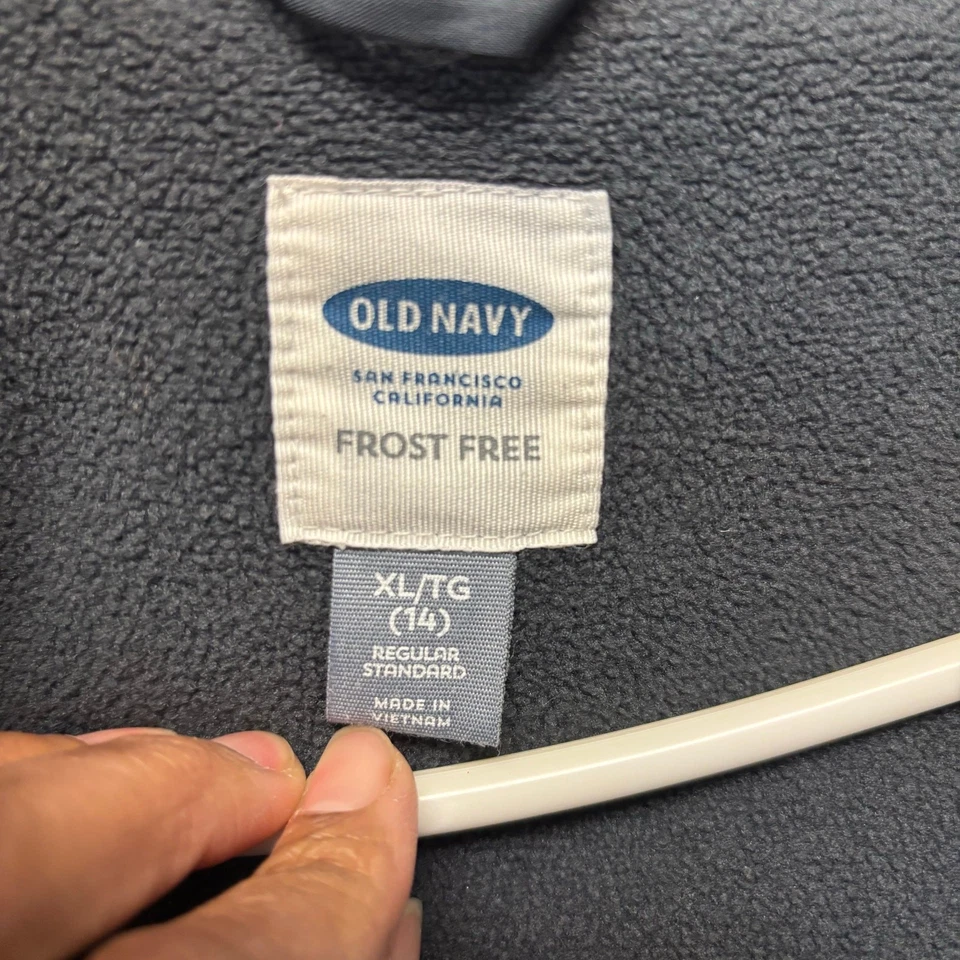 OLD NAVY
SAN FRANCISCO
CALIFORNIA
FROST FREE
XL/TG
(14)
REGULAR
STANDARD
MADE IN
VIETNAM